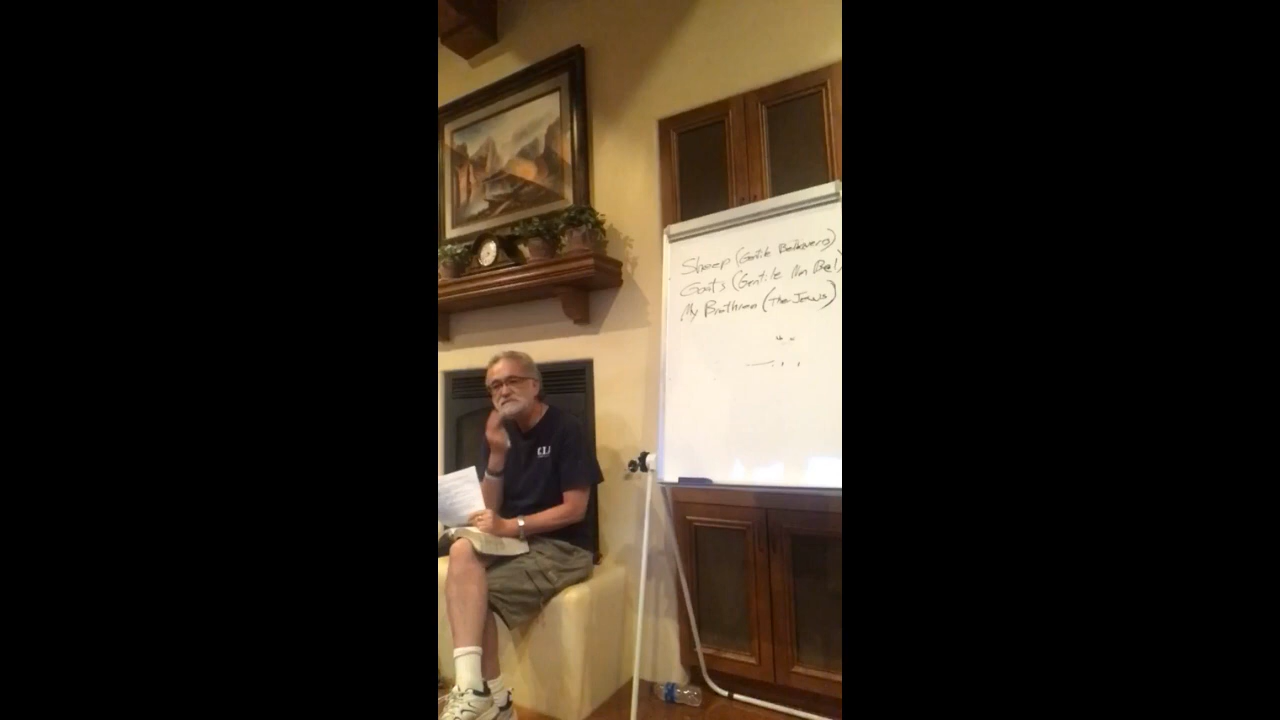 Sheep (Gentile Believers)
Goats (Gentile Non Bel
My Brethren (The Jews)